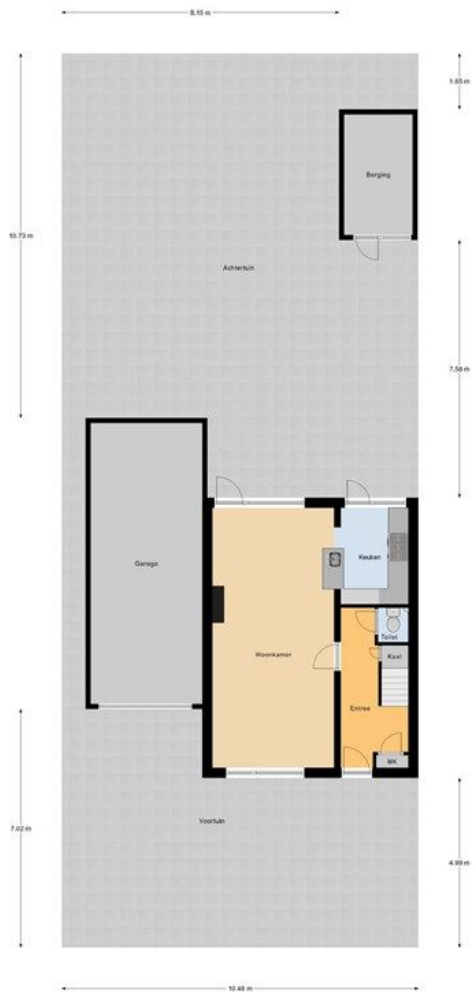 8.15 m
1.65 m
Berging
10.73 m
Achtertuin
7.58 m
Garage
Keuken
Toilet
Woonkamer
Kast
Entree
MK
Voortuin
7.02 m
4.99 m
10.46 m